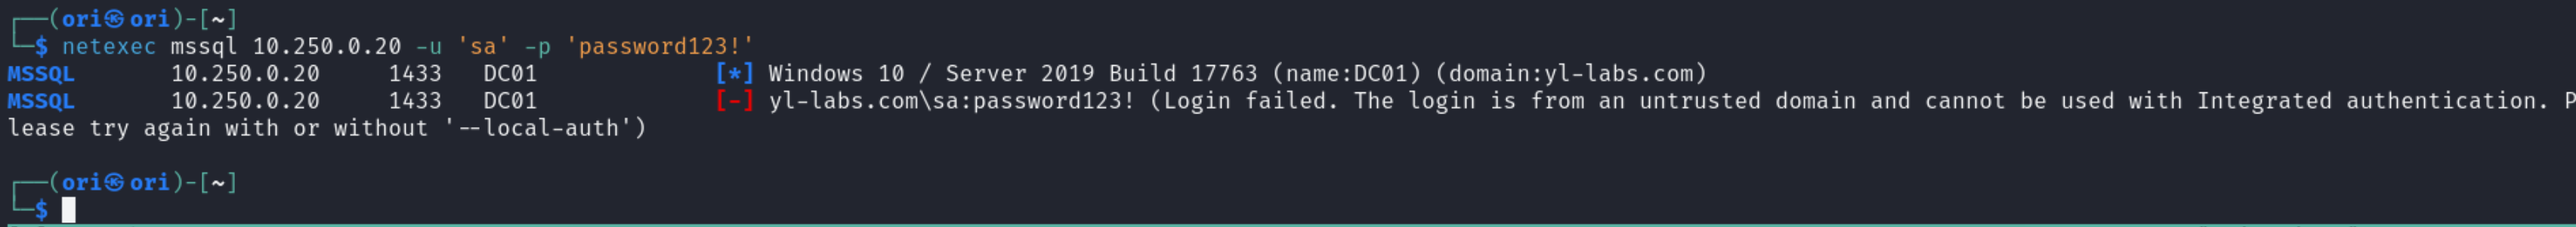 ┌──(ori㉿ori)-[~]
└─$ netexec mssql 10.250.0.20 -u 'sa' -p 'password123!'
MSSQL       10.250.0.20     1433   DC01             [*] Windows 10 / Server 2019 Build 17763 (name:DC01) (domain:yl-labs.com)
MSSQL       10.250.0.20     1433   DC01             [-] yl-labs.com\sa:password123! (Login failed. The login is from an untrusted domain and cannot be used with Integrated authentication. P
lease try again with or without '--local-auth')
┌──(ori㉿ori)-[~]
└─$